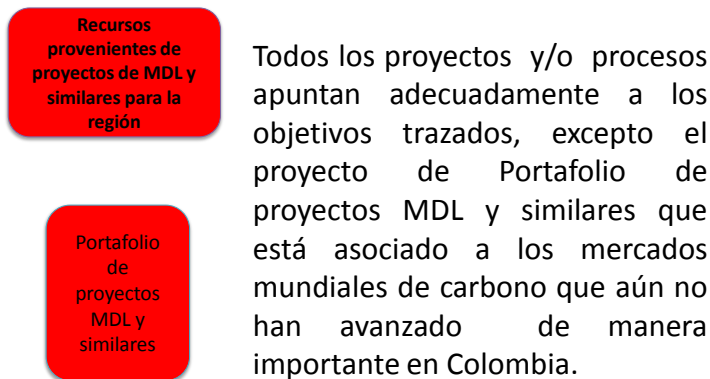 Recursos
provenientes de
proyectos de MDL y
similares para la
región
Portafolio
de
proyectos
MDL y
similares
Todos los proyectos y/o procesos
apuntan adecuadamente a los
objetivos trazados, excepto el
proyecto de Portafolio de
proyectos MDL y similares que
está asociado a los mercados
mundiales de carbono que aún no
han avanzado de manera
importante en Colombia.